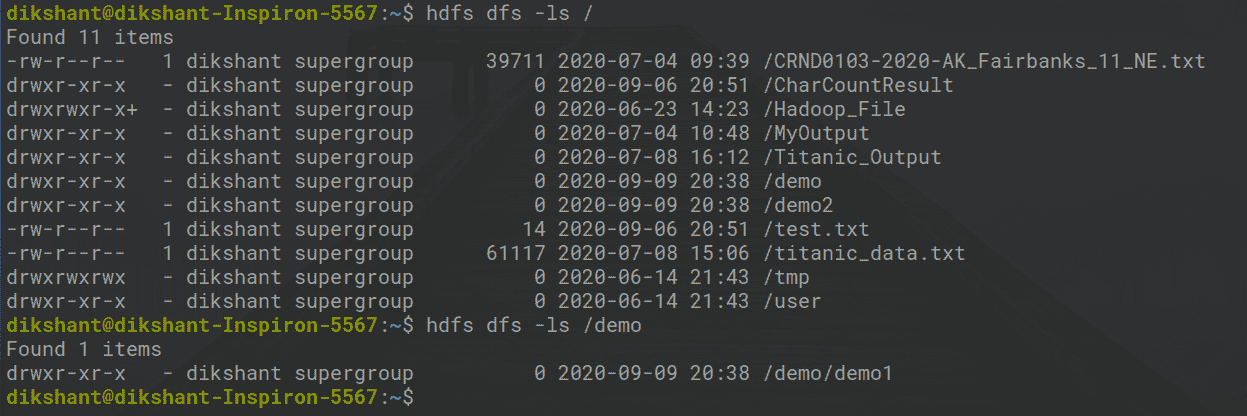 dikshant@dikshant-Inspiron-5567:~$ hdfs dfs -ls /
Found 11 items
-rw-r--r--   1 dikshant supergroup      39711 2020-07-04 09:39 /CRND0103-2020-AK_Fairbanks_11_NE.txt
drwxr-xr-x   - dikshant supergroup          0 2020-09-06 20:51 /CharCountResult
drwxrwxr-x+  - dikshant supergroup          0 2020-06-23 14:23 /Hadoop_File
drwxr-xr-x   - dikshant supergroup          0 2020-07-04 10:48 /MyOutput
drwxr-xr-x   - dikshant supergroup          0 2020-07-08 16:12 /Titanic_Output
drwxr-xr-x   - dikshant supergroup          0 2020-09-09 20:38 /demo
drwxr-xr-x   - dikshant supergroup          0 2020-09-09 20:38 /demo2
-rw-r--r--   1 dikshant supergroup         14 2020-09-06 20:51 /test.txt
-rw-r--r--   1 dikshant supergroup      61117 2020-07-08 15:06 /titanic_data.txt
drwxrwxrwx   - dikshant supergroup          0 2020-06-14 21:43 /tmp
drwxr-xr-x   - dikshant supergroup          0 2020-06-14 21:43 /user
dikshant@dikshant-Inspiron-5567:~$ hdfs dfs -ls /demo
Found 1 items
drwxr-xr-x   - dikshant supergroup          0 2020-09-09 20:38 /demo/demo1
dikshant@dikshant-Inspiron-5567:~$